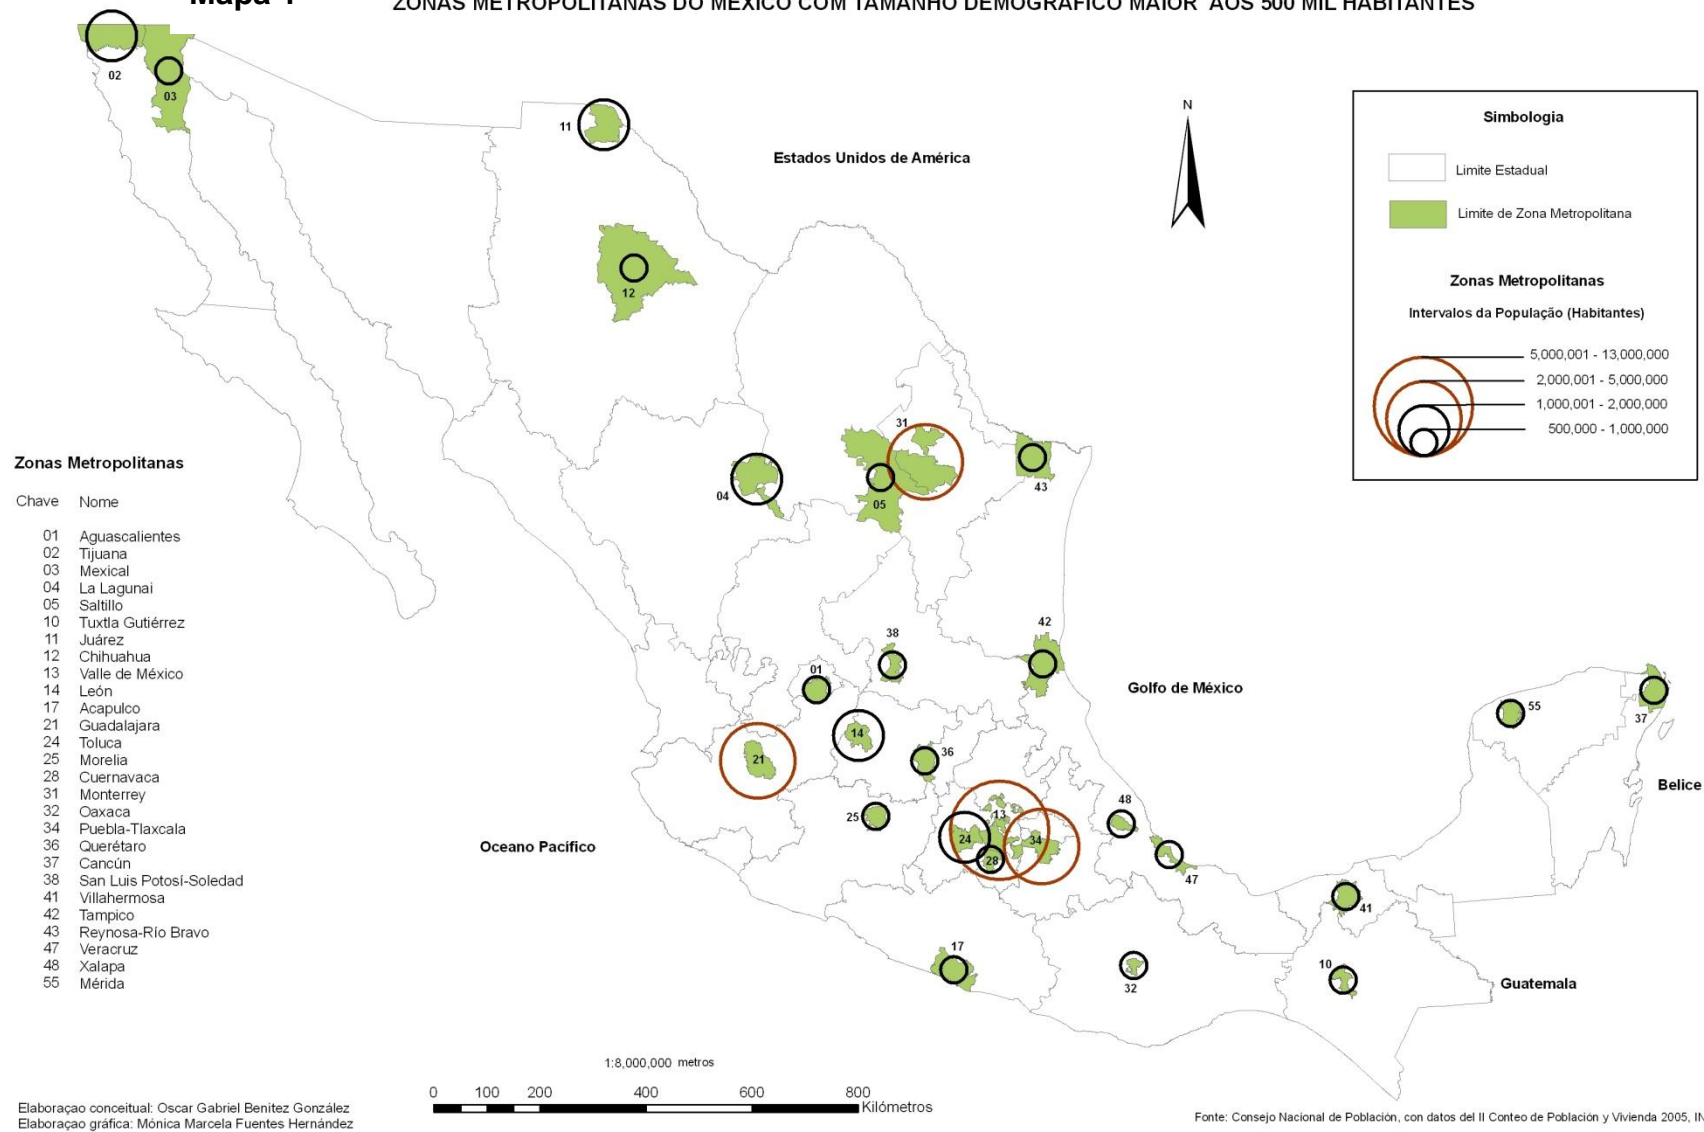 ZONAS METROPOLITANAS DO MÉXICO COM TAMANHO DEMOGRÁFICO MAIOR AOS 500 MIL HABITANTES
02
03
11
Estados Unidos de América
N
12
31
05
04
43
42
38
01
14
36
21
25
13
24
34
28
48
47
17
32
10
41
55
37
Golfo de México
Oceano Pacifico
Belice
Guatemala
Simbologia
Limite Estadual
Limite de Zona Metropolitana
Zonas Metropolitanas
Intervalos da População (Habitantes)
5,000,001 - 13,000,000
2,000,001 - 5,000,000
1,000,001 - 2,000,000
500,000 - 1,000,000
Zonas Metropolitanas
Chave Nome
01 Aguascalientes
02 Tijuana
03 Mexical
04 La Lagunai
05 Saltillo
10 Tuxtla Gutiérrez
11 Juárez
12 Chihuahua
13 Valle de México
14 León
17 Acapulco
21 Guadalajara
24 Toluca
25 Morelia
28 Cuernavaca
31 Monterrey
32 Oaxaca
34 Puebla-Tlaxcala
36 Querétaro
37 Cancún
38 San Luis Potosí-Soledad
41 Villahermosa
42 Tampico
43 Reynosa-Río Bravo
47 Veracruz
48 Xalapa
55 Mérida
1:8,000,000 metros
0 100 200 400 600 800
Kilómetros
Elaboraçao conceitual: Oscar Gabriel Benitez González
Elaboraçao gráfica: Mónica Marcela Fuentes Hernández
Fonte: Consejo Nacional de Población, con datos del II Conteo de Población y Vivienda 2005,